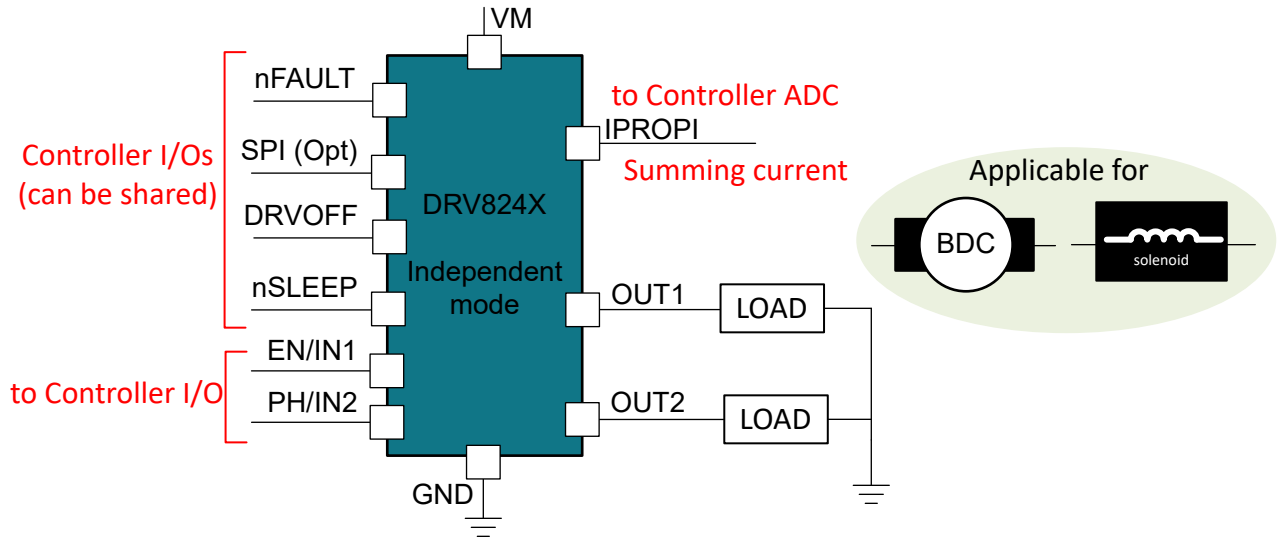 VM
nFAULT
SPI (Opt)
DRVOFF
nSLEEP
EN/IN1
PH/IN2
Controller I/Os
(can be shared)
to Controller I/O
DRV824X
Independent
mode
GND
to Controller ADC
IPROPI
Summing current
OUT1
LOAD
OUT2
LOAD
Applicable for
BDC
solenoid